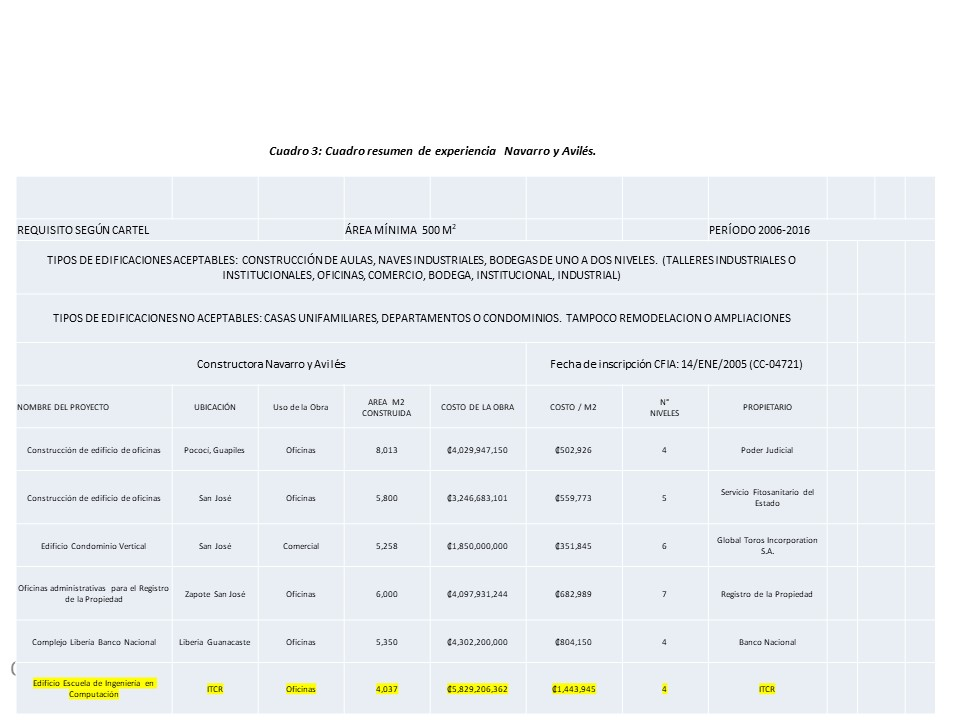 Cuadro 3: Cuadro resumen de experiencia Navarro y Avilés.
REQUISITO SEGÚN CARTEL ÁREA MÍNIMA 500 M² PERÍODO 2006-2016
TIPOS DE EDIFICACIONES ACEPTABLES: CONSTRUCCIÓN DE AULAS, NAVES INDUSTRIALES, BODEGAS DE UNO A DOS NIVELES. (TALLERES INDUSTRIALES O
INSTITUCIONALES, OFICINAS, COMERCIO, BODEGA, INSTITUCIONAL, INDUSTRIAL)
TIPOS DE EDIFICACIONES NO ACEPTABLES: CASAS UNIFAMILIARES, DEPARTAMENTOS O CONDOMINIOS. TAMPOCO REMODELACION O AMPLIACIONES
Constructora Navarro y Avilés Fecha de inscripción CFIA: 14/ENE/2005 (CC-04721)
NOMBRE DEL PROYECTO UBICACIÓN Uso de la Obra AREA M2 CONSTRUIDA COSTO DE LA OBRA COSTO / M2 N° NIVELES PROPIETARIO
Construcción de edificio de oficinas Pococí, Guapiles Oficinas 8,013 ₡4,029,947,150 ₡502,926 4 Poder Judicial
Construcción de edificio de oficinas San José Oficinas 5,800 ₡3,246,683,101 ₡559,773 5 Servicio Fitosanitario del Estado
Edificio Condominio Vertical San José Comercial 5,258 ₡1,850,000,000 ₡351,845 6 Global Toros Incorporation S.A.
Oficinas administrativas para el Registro de la Propiedad Zapote San José Oficinas 6,000 ₡4,097,931,244 ₡682,989 7 Registro de la Propiedad
Complejo Liberia Banco Nacional Liberia Guanacaste Oficinas 5,350 ₡4,302,200,000 ₡804,150 4 Banco Nacional
Edificio Escuela de Ingeniería en Computación ITCR Oficinas 4,037 ₡5,829,206,362 ₡1,443,945 4 ITCR